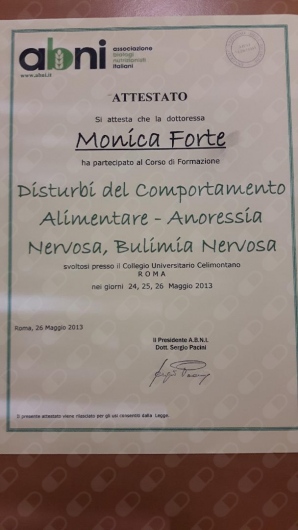 abni
associazione
biologi
nutrizionisti
italiani
www.abni.it
ATTESTATO
Si attesta che la dottoressa
Monica Forte
ha partecipato al Corso di Formazione
Disturbi del Comportamento
Alimentare - Anoressia
Nervosa, Bulimia Nervosa
svoltosi presso il Collegio Universitario Celimontano
ROMA
nei giorni 24, 25, 26 Maggio 2013
Roma, 26 Maggio 2013
Il Presidente A.B.N.I.
Dott. Sergio Pacini
Il presente attestato viene rilasciato per gli usi consentiti dalla Legge.